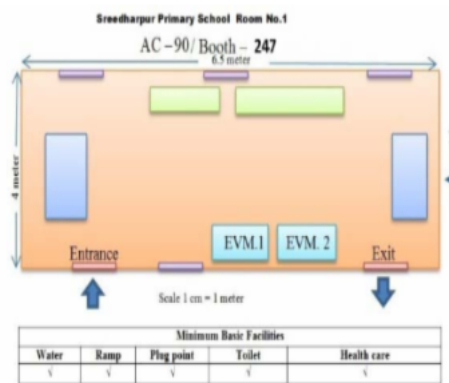 Sreedharpur Primary School Room No.1
AC -90/ Booth – 247
6.5 meter
4 meter
EVM.1 EVM. 2
Entrance Exit
Scale 1 cm = 1 meter
Minimum Basic Facilities
Water Ramp Plug point Toilet Health care
√ √ √ √ √